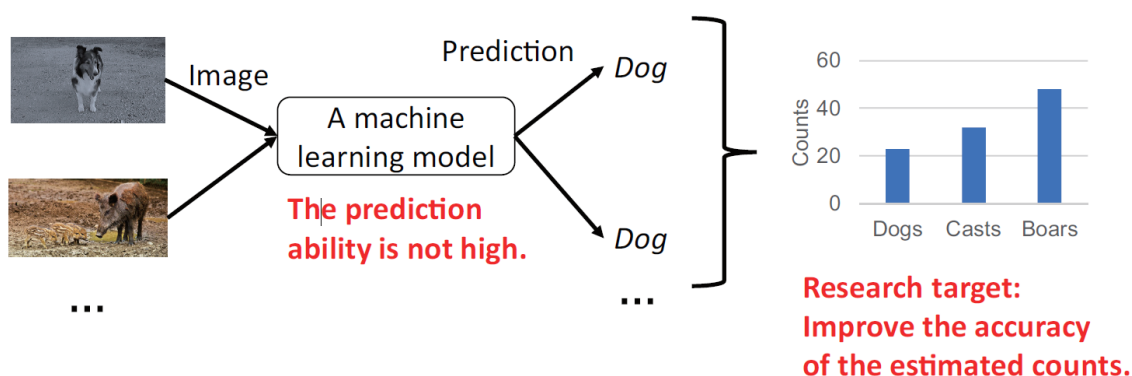 Image
A machine
learning model
The prediction
ability is not high.
...
Prediction
Dog
Dog
...
60
40
20
0
Counts
Dogs Casts Boars
Research target:
Improve the accuracy
of the estimated counts.